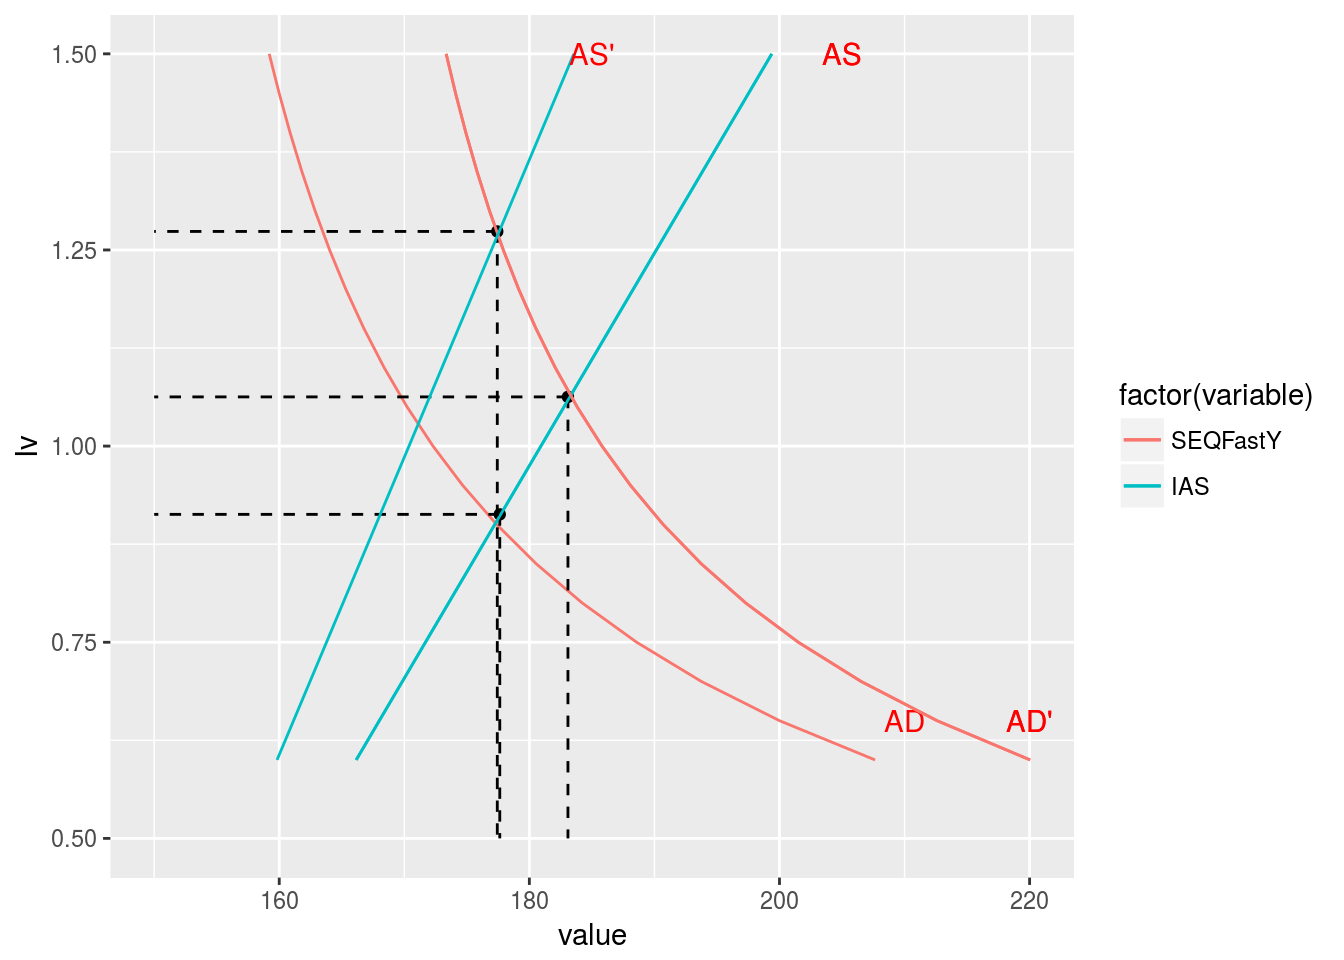 1.50
1.25
1.00
0.75
0.50
lv
AS'
AS
AD
AD'
160
180
200
220
value
factor(variable)
SEQFastY
IAS